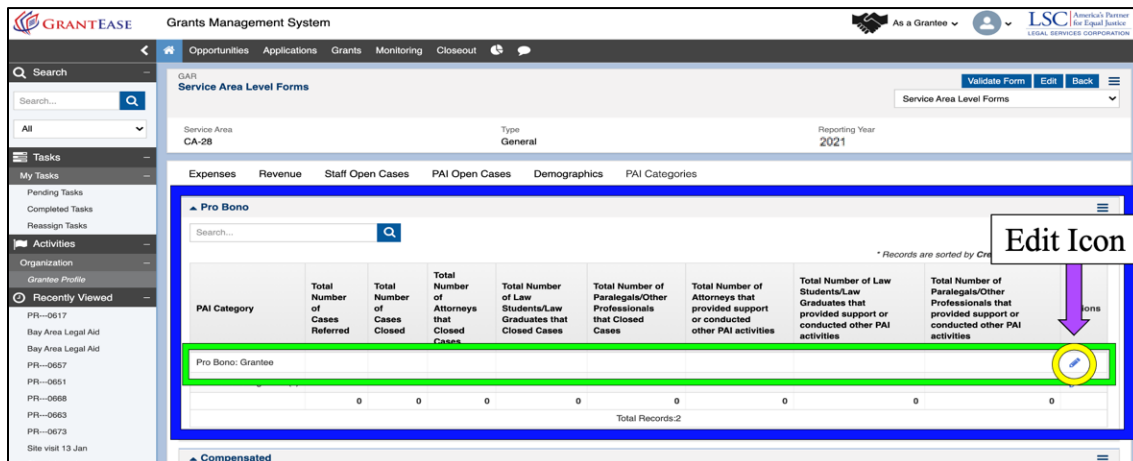 GRANTEASE
Grants Management System
As a Grantee
LSC America's Partner for Equal Justice
LEGAL SERVICES CORPORATION
Opportunities Applications Grants Monitoring Closeout
Search
Search...
All
Tasks
My Tasks
Pending Tasks
Completed Tasks
Reassign Tasks
Activities
Organization
Grantee Profile
Recently Viewed
PR---0617
Bay Area Legal Aid
Bay Area Legal Aid
PR---0657
PR---0651
PR---0668
PR---0663
PR---0673
Site visit 13 Jan
GAR
Service Area Level Forms
Validate Form Edit Back
Service Area Level Forms
Service Area Type Reporting Year
CA-28 General 2021
Expenses Revenue Staff Open Cases PAI Open Cases Demographics PAI Categories
Pro Bono
Search...
Edit Icon
* Records are sorted by
PAI Category
Total Number of Cases Referred
Total Number of Cases Closed
Total Number of Attorneys that Closed Cases
Total Number of Law Students/Law Graduates that Closed Cases
Total Number of Paralegals/Other Professionals that Closed Cases
Total Number of Attorneys that provided support or conducted other PAI activities
Total Number of Law Students/Law Graduates that provided support or conducted other PAI activities
Total Number of Paralegals/Other Professionals that provided support or conducted other PAI activities
Pro Bono: Grantee
0 0 0 0 0 0 0 0
Total Records:2
Compensated